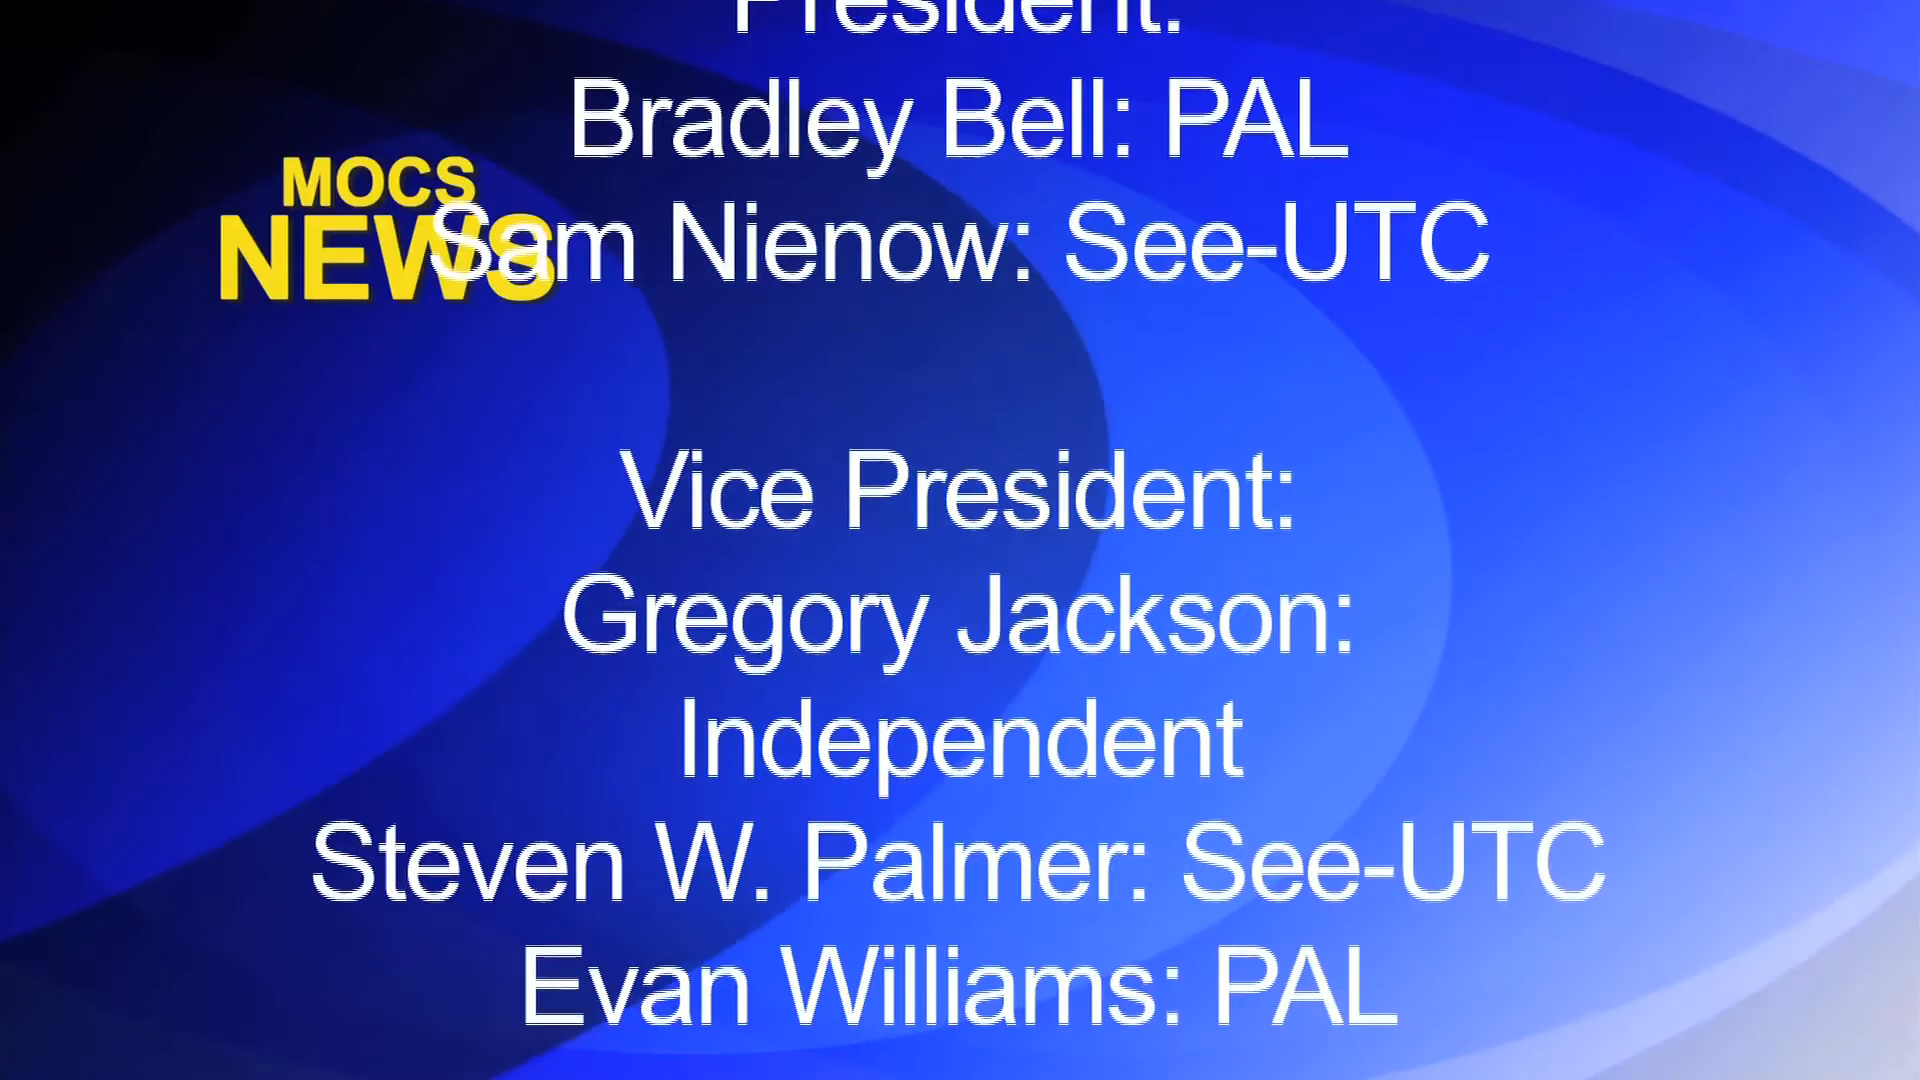 President:
Bradley Bell: PAL
MOCS
NEWS
Sam Nienow: See-UTC
Vice President:
Gregory Jackson:
Independent
Steven W. Palmer: See-UTC
Evan Williams: PAL